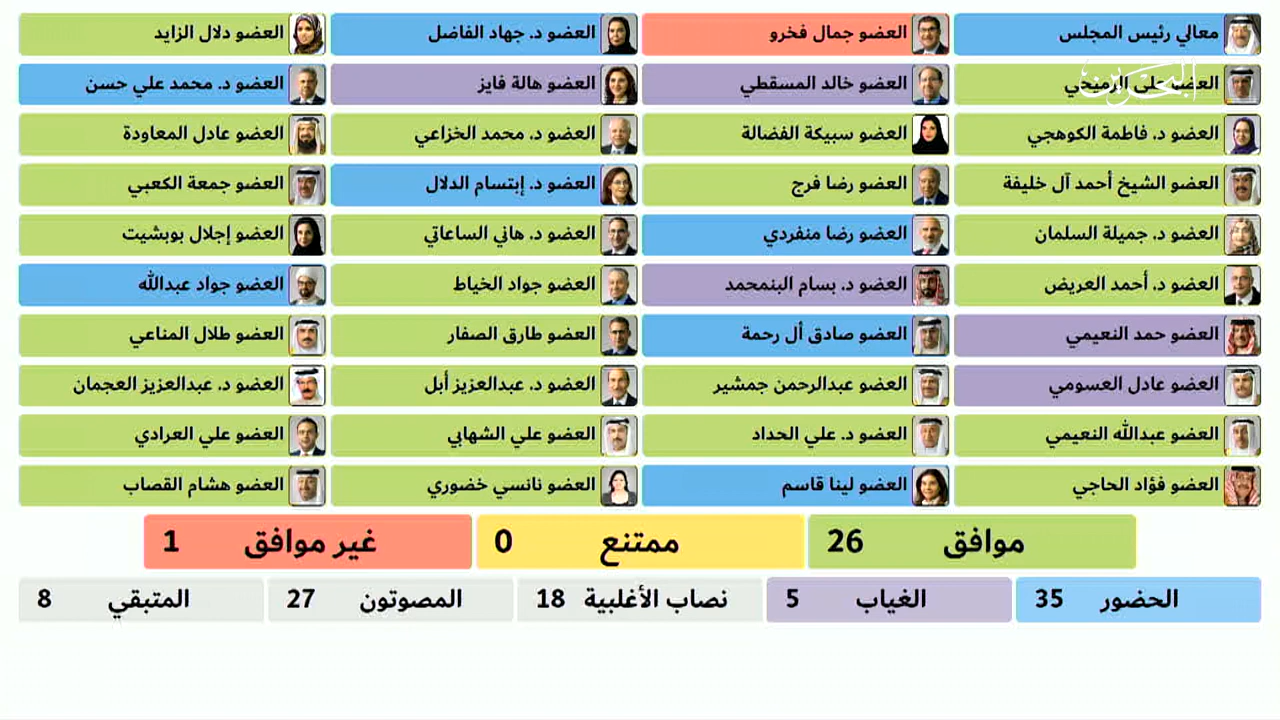 معالي رئيس المجلس العضو جمال فخرو العضو د. جهاد الفاضل العضو دلال الزايد
العضو علي الرميحي العضو خالد المسقطي العضو هالة فايز العضو د. محمد علي حسن
البحرين
العضو د. فاطمة الكوهجي العضو سبيكة الفضالة العضو د. محمد الخزاعي العضو عادل المعاودة
العضو الشيخ أحمد آل خليفة العضو رضا فرج العضو د. إبتسام الدلال العضو جمعة الكعبي
العضو د. جميلة السلمان العضو رضا منفردي العضو د. هاني الساعاتي العضو إجلال بوبشيت
العضو د. أحمد العريض العضو د. بسام البنمحمد العضو جواد الخياط العضو جواد عبدالله
العضو حمد النعيمي العضو صادق أل رحمة العضو طارق الصفار العضو طلال المناعي
العضو عادل العسومي العضو عبدالرحمن جمشير العضو د. عبدالعزيز أبل العضو د. عبدالعزيز العجمان
العضو عبدالله النعيمي العضو د. علي الحداد العضو علي الشهابي العضو علي العرادي
العضو فؤاد الحاجي العضو لينا قاسم العضو نانسي خضوري العضو هشام القصاب
موافق 26 ممتنع 0 غير موافق 1
الحضور 35 الغياب 5 نصاب الأغلبية 18 المصوتون 27 المتبقي 8